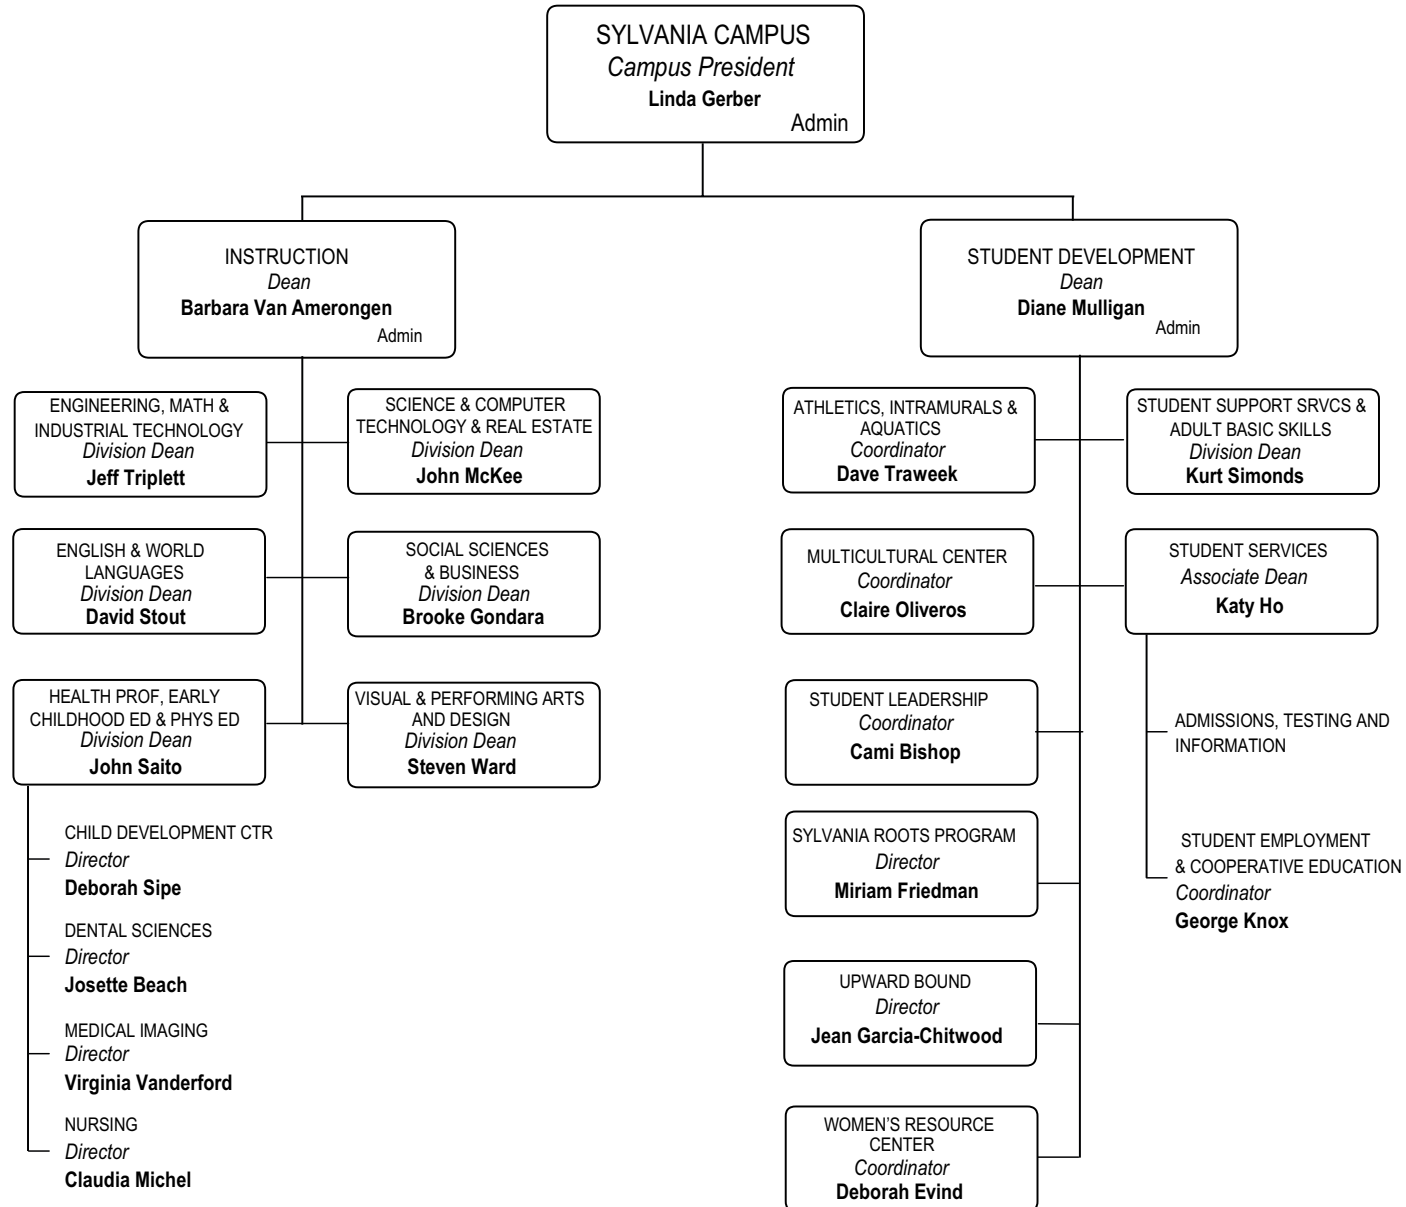 SYLVANIA CAMPUS
Campus President
Linda Gerber
Admin
INSTRUCTION
Dean
Barbara Van Amerongen
Admin
STUDENT DEVELOPMENT
Dean
Diane Mulligan
Admin
ENGINEERING, MATH &
INDUSTRIAL TECHNOLOGY
Division Dean
Jeff Triplett
SCIENCE & COMPUTER
TECHNOLOGY & REAL ESTATE
Division Dean
John McKee
ENGLISH & WORLD
LANGUAGES
Division Dean
David Stout
SOCIAL SCIENCES
& BUSINESS
Division Dean
Brooke Gondara
HEALTH PROF, EARLY
CHILDHOOD ED & PHYS ED
Division Dean
John Saito
VISUAL & PERFORMING ARTS
AND DESIGN
Division Dean
Steven Ward
CHILD DEVELOPMENT CTR
Director
Deborah Sipe
DENTAL SCIENCES
Director
Josette Beach
MEDICAL IMAGING
Director
Virginia Vanderford
NURSING
Director
Claudia Michel
ATHLETICS, INTRAMURALS &
AQUATICS
Coordinator
Dave Traweek
STUDENT SUPPORT SRVCS &
ADULT BASIC SKILLS
Division Dean
Kurt Simonds
MULTICULTURAL CENTER
Coordinator
Claire Oliveros
STUDENT SERVICES
Associate Dean
Katy Ho
STUDENT LEADERSHIP
Coordinator
Cami Bishop
ADMISSIONS, TESTING AND
INFORMATION
SYLVANIA ROOTS PROGRAM
Director
Miriam Friedman
STUDENT EMPLOYMENT
& COOPERATIVE EDUCATION
Coordinator
George Knox
UPWARD BOUND
Director
Jean Garcia-Chitwood
WOMEN'S RESOURCE
CENTER
Coordinator
Deborah Evind